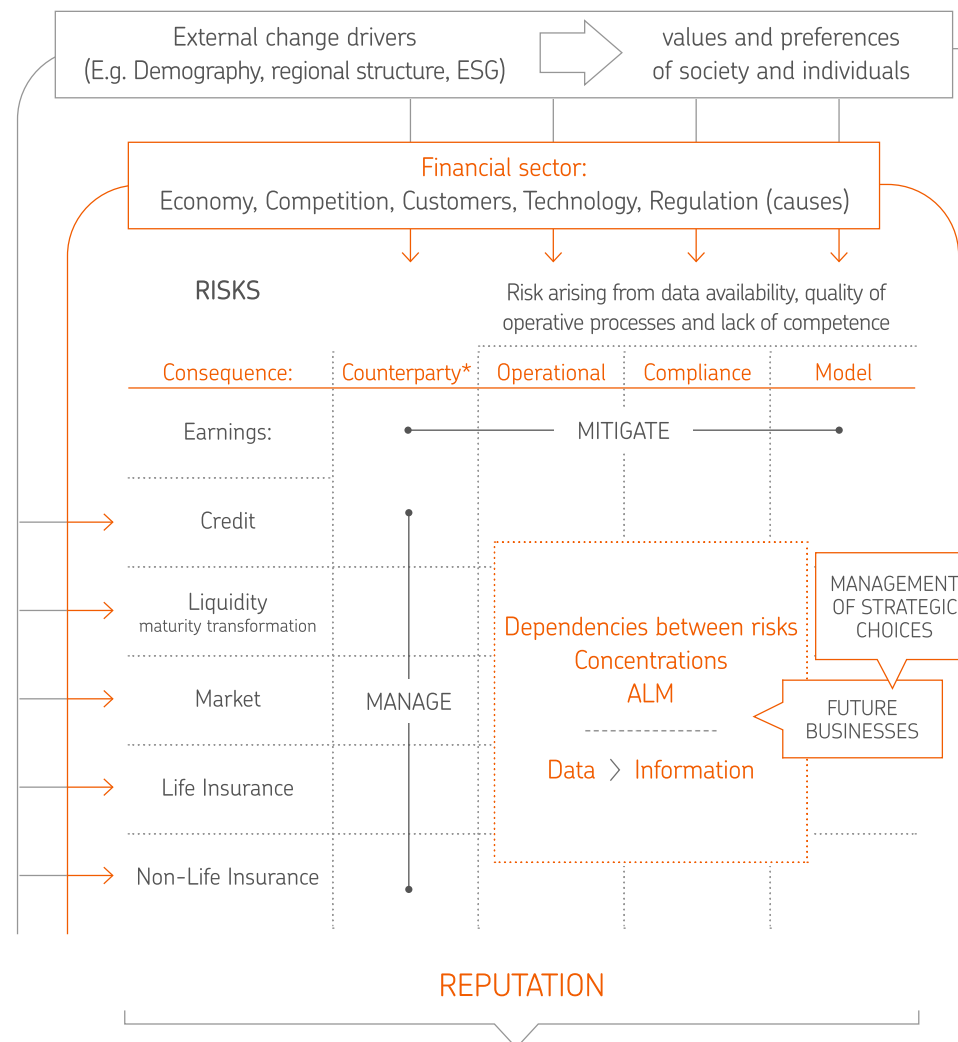 External change drivers
(E.g. Demography, regional structure, ESG)
values and preferences
of society and individuals
Financial sector:
Economy, Competition, Customers, Technology, Regulation (causes)
RISKS
Risk arising from data availability, quality of
operative processes and lack of competence
Consequence:
Counterparty*
Operational
Compliance
Model
Earnings:
MITIGATE
Credit
Liquidity
maturity transformation
Market
MANAGE
Life Insurance
Non-Life Insurance
Dependencies between risks
Concentrations
ALM
Data > Information
MANAGEMENT
OF STRATEGIC
CHOICES
FUTURE
BUSINESSES
REPUTATION